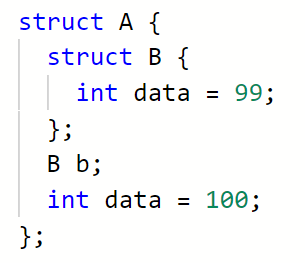 struct A {
  struct B {
    int data = 99;
  };
  B b;
  int data = 100;
};